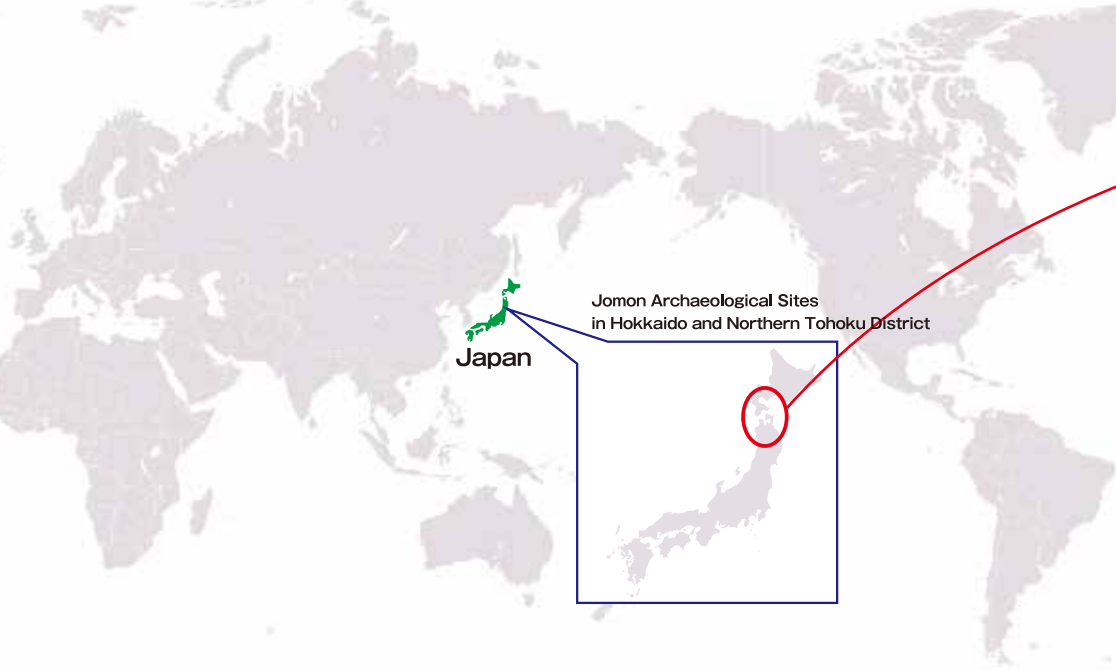 Jomon Archaeological Sites
in Hokkaido and Northern Tohoku District
Japan